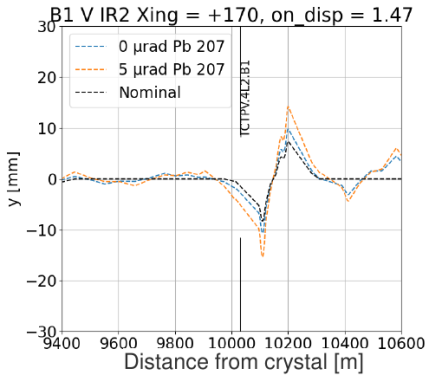 B1 V IR2 Xing = +170, on_disp = 1.47
30
20
10
0
−10
−20
−30
y [mm]
0 μrad Pb 207
5 μrad Pb 207
Nominal
TCTPV.4L2.B1
9400 9600 9800 10000 10200 10400 10600
Distance from crystal [m]